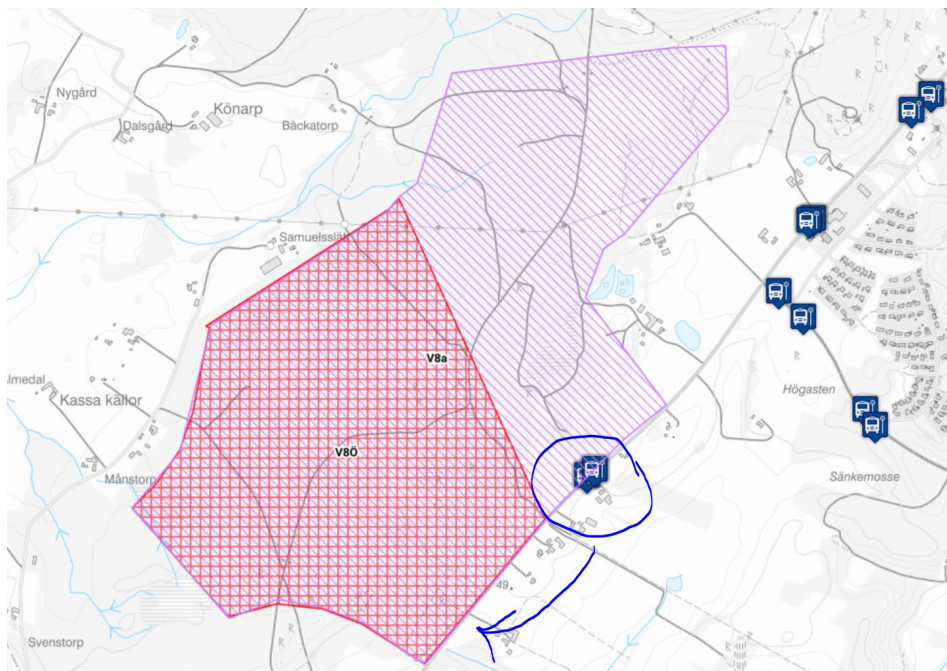 Nygård
Könarp
Dalsgård
Bäckatorp
Samuelsslät
V8a
lmedal
Kassa källor
Högasten
V8Ö
Månstorp
Sänkemosse
49
Svenstorp